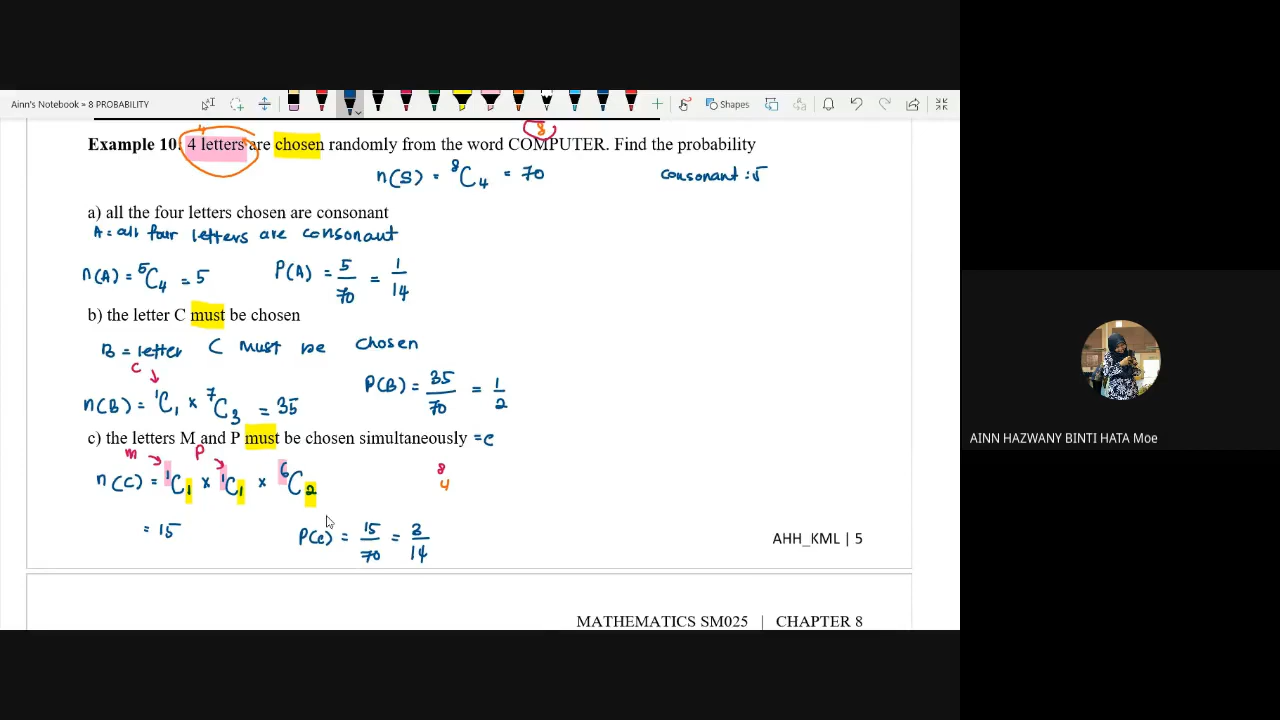 Ainn's Notebook > 8 PROBABILITY
Shapes
8
Example 10: 4 letters are chosen randomly from the word COMPUTER. Find the probability
n(S) = ⁸C₄ = 70
consonant : 5
a) all the four letters chosen are consonant
A = all four letters are consonant
n(A) = ⁵C₄ = 5
P(A) = 5/70 = 1/14
b) the letter C must be chosen
B = letter C must be chosen
C
n(B) = ¹C₁ × ⁷C₃ = 35
P(B) = 35/70 = 1/2
c) the letters M and P must be chosen simultaneously = C
m P
n(C) = ¹C₁ × ¹C₁ × ⁶C₂
8
4
= 15
P(C) = 15/70 = 3/14
AHH_KML | 5
MATHEMATICS SM025 | CHAPTER 8
AINN HAZWANY BINTI HATA Moe